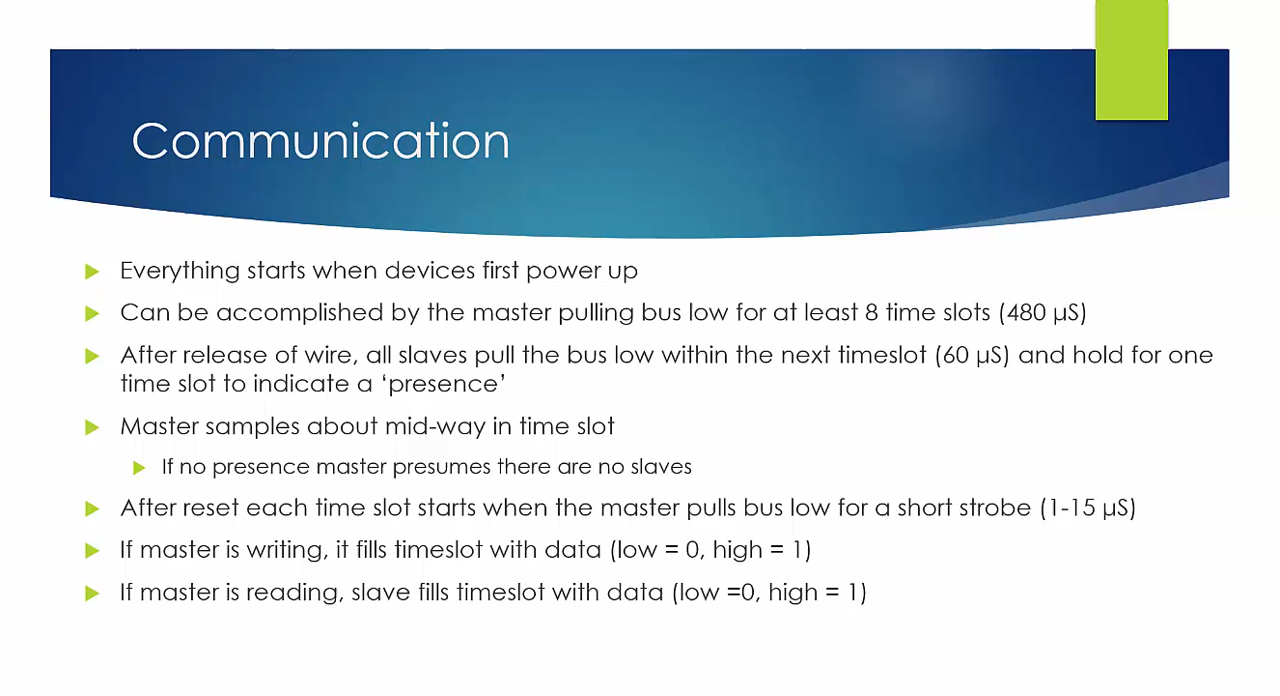 Communication
Everything starts when devices first power up
Can be accomplished by the master pulling bus low for at least 8 time slots (480 µS)
After release of wire, all slaves pull the bus low within the next timeslot (60 µS) and hold for one
time slot to indicate a ‘presence’
Master samples about mid-way in time slot
If no presence master presumes there are no slaves
After reset each time slot starts when the master pulls bus low for a short strobe (1-15 µS)
If master is writing, it fills timeslot with data (low = 0, high = 1)
If master is reading, slave fills timeslot with data (low =0, high = 1)